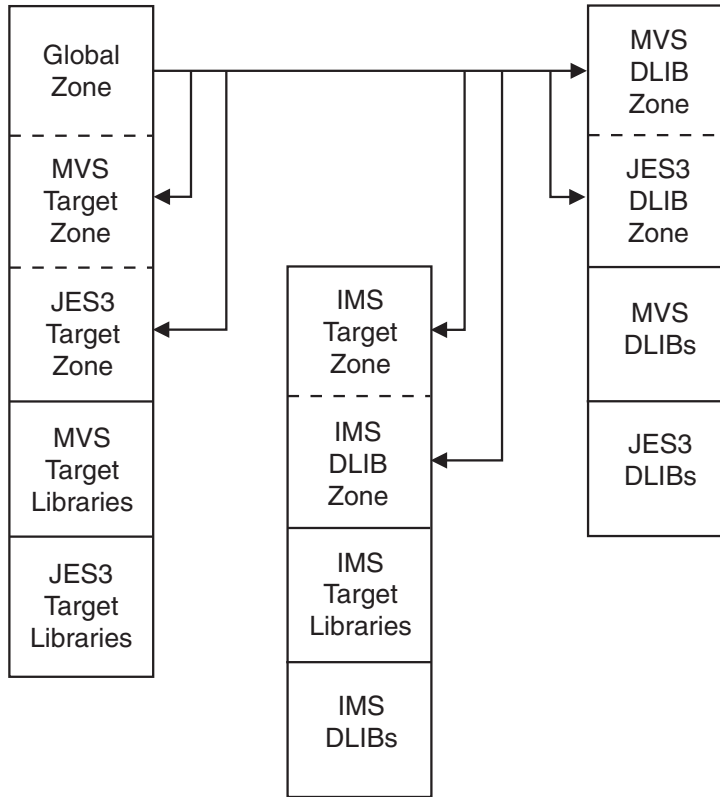 Global
Zone
MVS
Target
Zone
JES3
Target
Zone
MVS
Target
Libraries
JES3
Target
Libraries
IMS
Target
Zone
IMS
DLIB
Zone
IMS
Target
Libraries
IMS
DLIBs
MVS
DLIB
Zone
JES3
DLIB
Zone
MVS
DLIBs
JES3
DLIBs